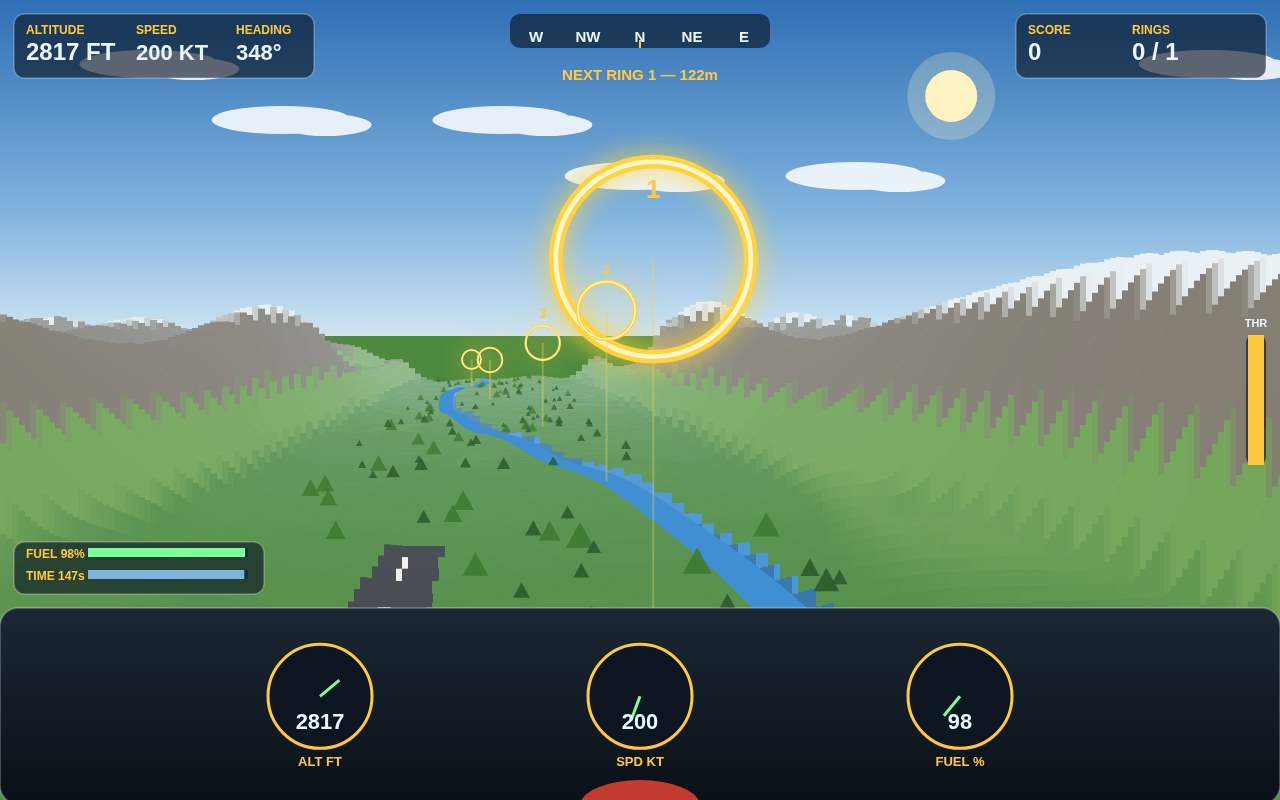 ALTITUDE SPEED HEADING
2817 FT 200 KT 348°
W NW N NE E
NEXT RING 1 — 122m
SCORE RINGS
0 0 / 1
1
2
3
THR
FUEL 98%
TIME 147s
2817 200 98
ALT FT SPD KT FUEL %